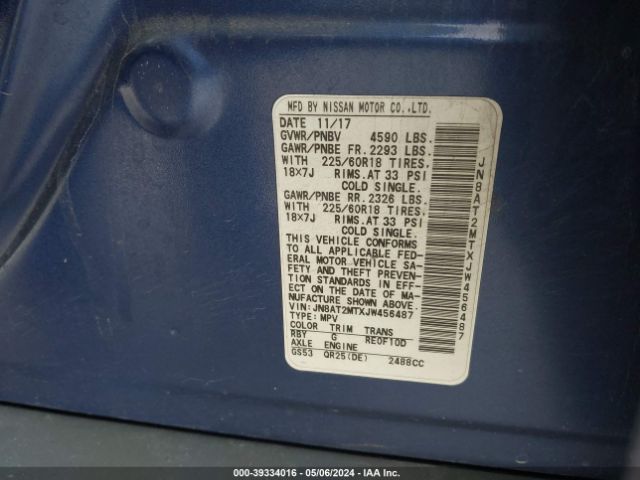 MFD BY NISSAN MOTOR CO.,LTD.
DATE 11/17
GVWR/PNBV 4590 LBS.
GAWR/PNBE FR. 2293 LBS.
WITH 225/60R18 TIRES.
18×7J RIMS. AT 33 PSI
COLD SINGLE.
GAWR/PNBE RR. 2326 LBS.
WITH 225/60R18 TIRES.
18×7J RIMS. AT 33 PSI
COLD SINGLE.
THIS VEHICLE CONFORMS
TO ALL APPLICABLE FED-
ERAL MOTOR VEHICLE SA-
FETY AND THEFT PREVEN-
TION STANDARDS IN EFF-
ECT ON THE DATE OF MA-
NUFACTURE SHOWN ABOVE.
VIN: JN8AT2MTXJW456487
TYPE: MPV
COLOR TRIM TRANS
RBY G RE0F10D
AXLE ENGINE
GS53 QR25(DE) 2488CC
JN8AT2MTXJW456487
000-39334016 - 05/06/2024 - IAA Inc.